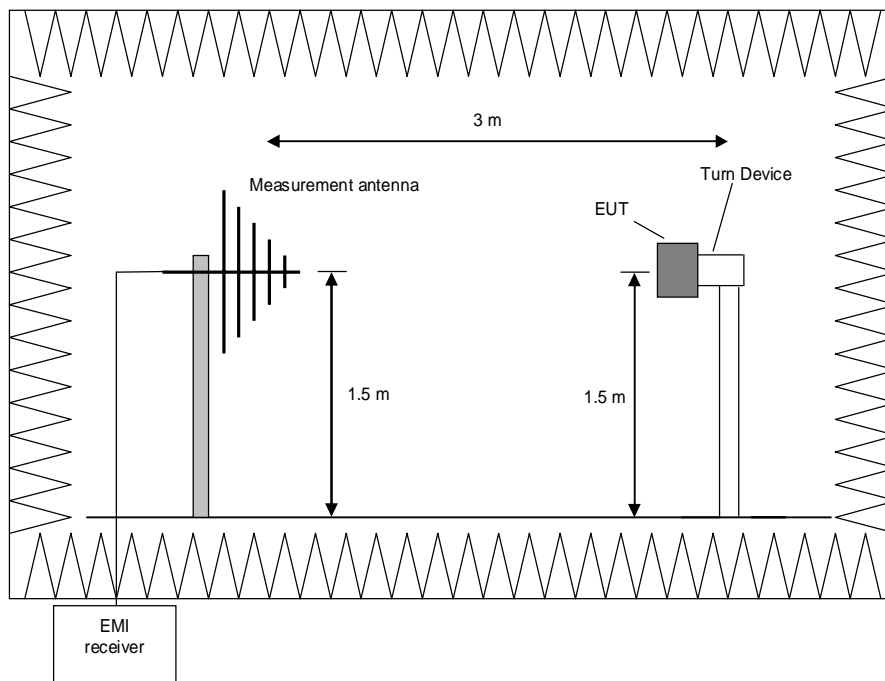 3 m
Measurement antenna
Turn Device
EUT
1.5 m
1.5 m
EMI
receiver